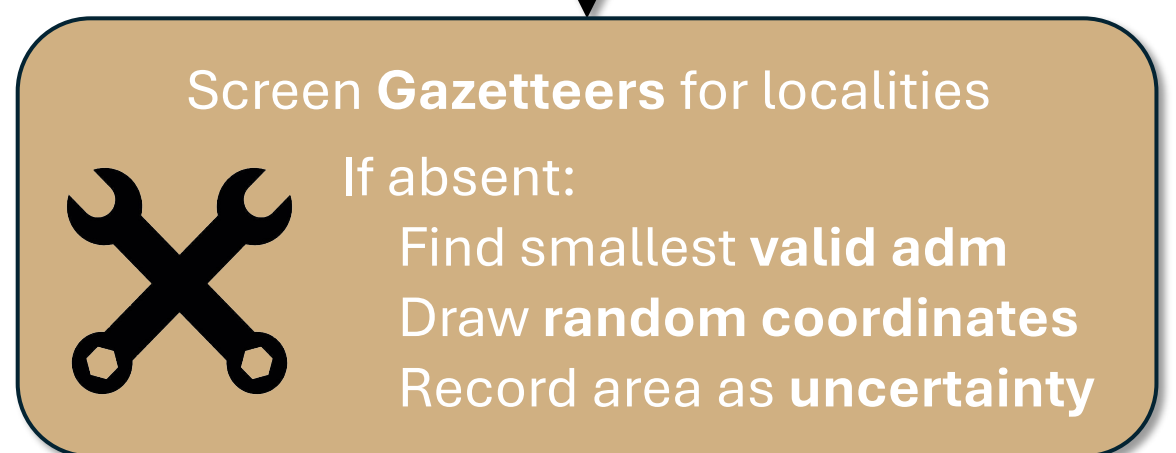 Screen Gazetteers for localities
If absent:
Find smallest valid adm
Draw random coordinates
Record area as uncertainty